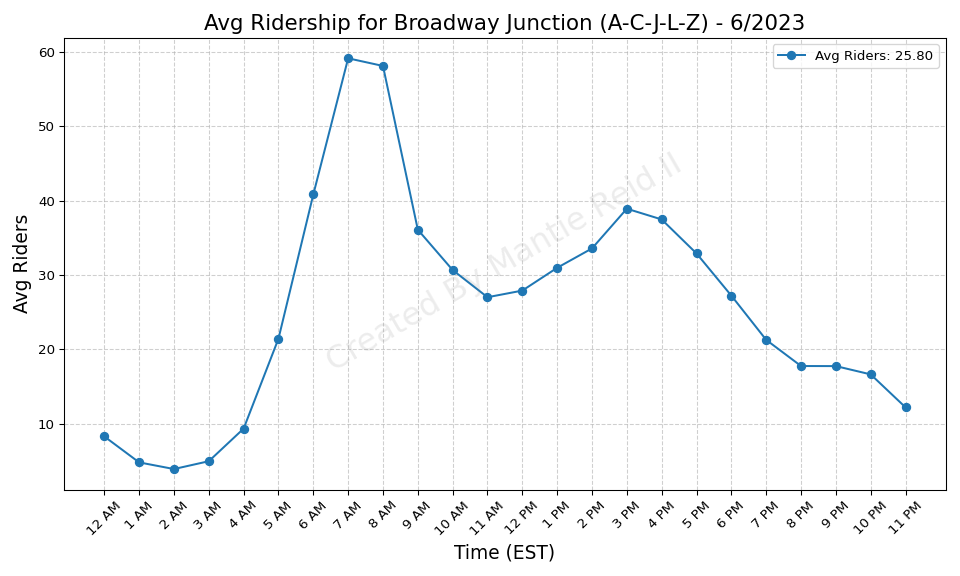 Avg Ridership for Broadway Junction (A-C-J-L-Z) - 6/2023
Avg Riders: 25.80
60
50
40
30
20
10
Avg Riders
Created By Mantle Reid II
12 AM
1 AM
2 AM
3 AM
4 AM
5 AM
6 AM
7 AM
8 AM
9 AM
10 AM
11 AM
12 PM
1 PM
2 PM
3 PM
4 PM
5 PM
6 PM
7 PM
8 PM
9 PM
10 PM
11 PM
Time (EST)